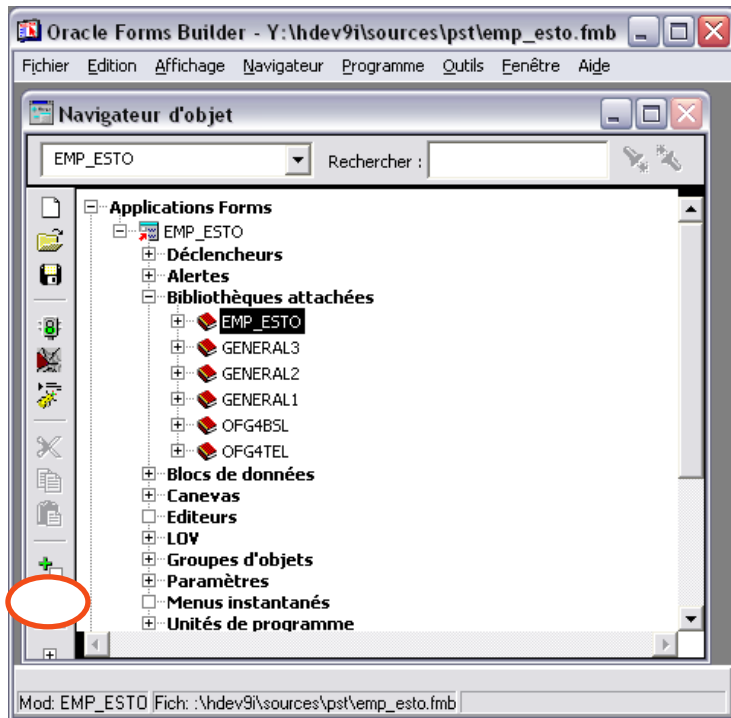 Oracle Forms Builder - Y:\hdev9i\sources\pst\emp_esto.fmb
Fichier Edition Affichage Navigateur Programme Outils Fenêtre Aide
Navigateur d'objet
EMP_ESTO Rechercher :
Applications Forms
EMP_ESTO
Déclencheurs
Alertes
Bibliothèques attachées
EMP_ESTO
GENERAL3
GENERAL2
GENERAL1
OFG4BSL
OFG4TEL
Blocs de données
Canevas
Editeurs
LOV
Groupes d'objets
Paramètres
Menus instantanés
Unités de programme
Mod: EMP_ESTO Fich: :\hdev9i\sources\pst\emp_esto.fmb